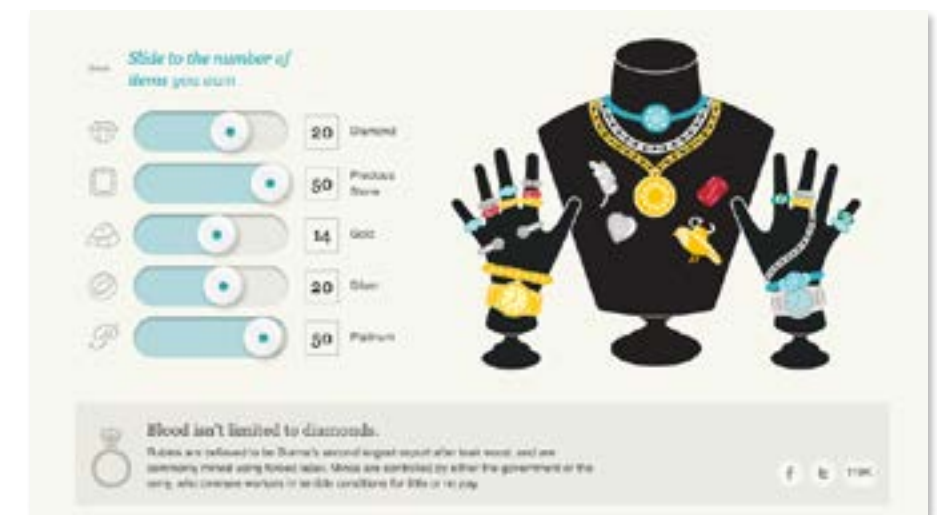 Slide to the number of
items you own
20 Diamond
50 Precious
Stone
14 Gold
20 Silver
50 Platinum
Blood isn't limited to diamonds.
Rubies are believed to be Burma's second largest export after teak wood, and are
commonly mined using forced labor. Mines are controlled by either the government or the
army, who oversee workers in terrible conditions for little or no pay.